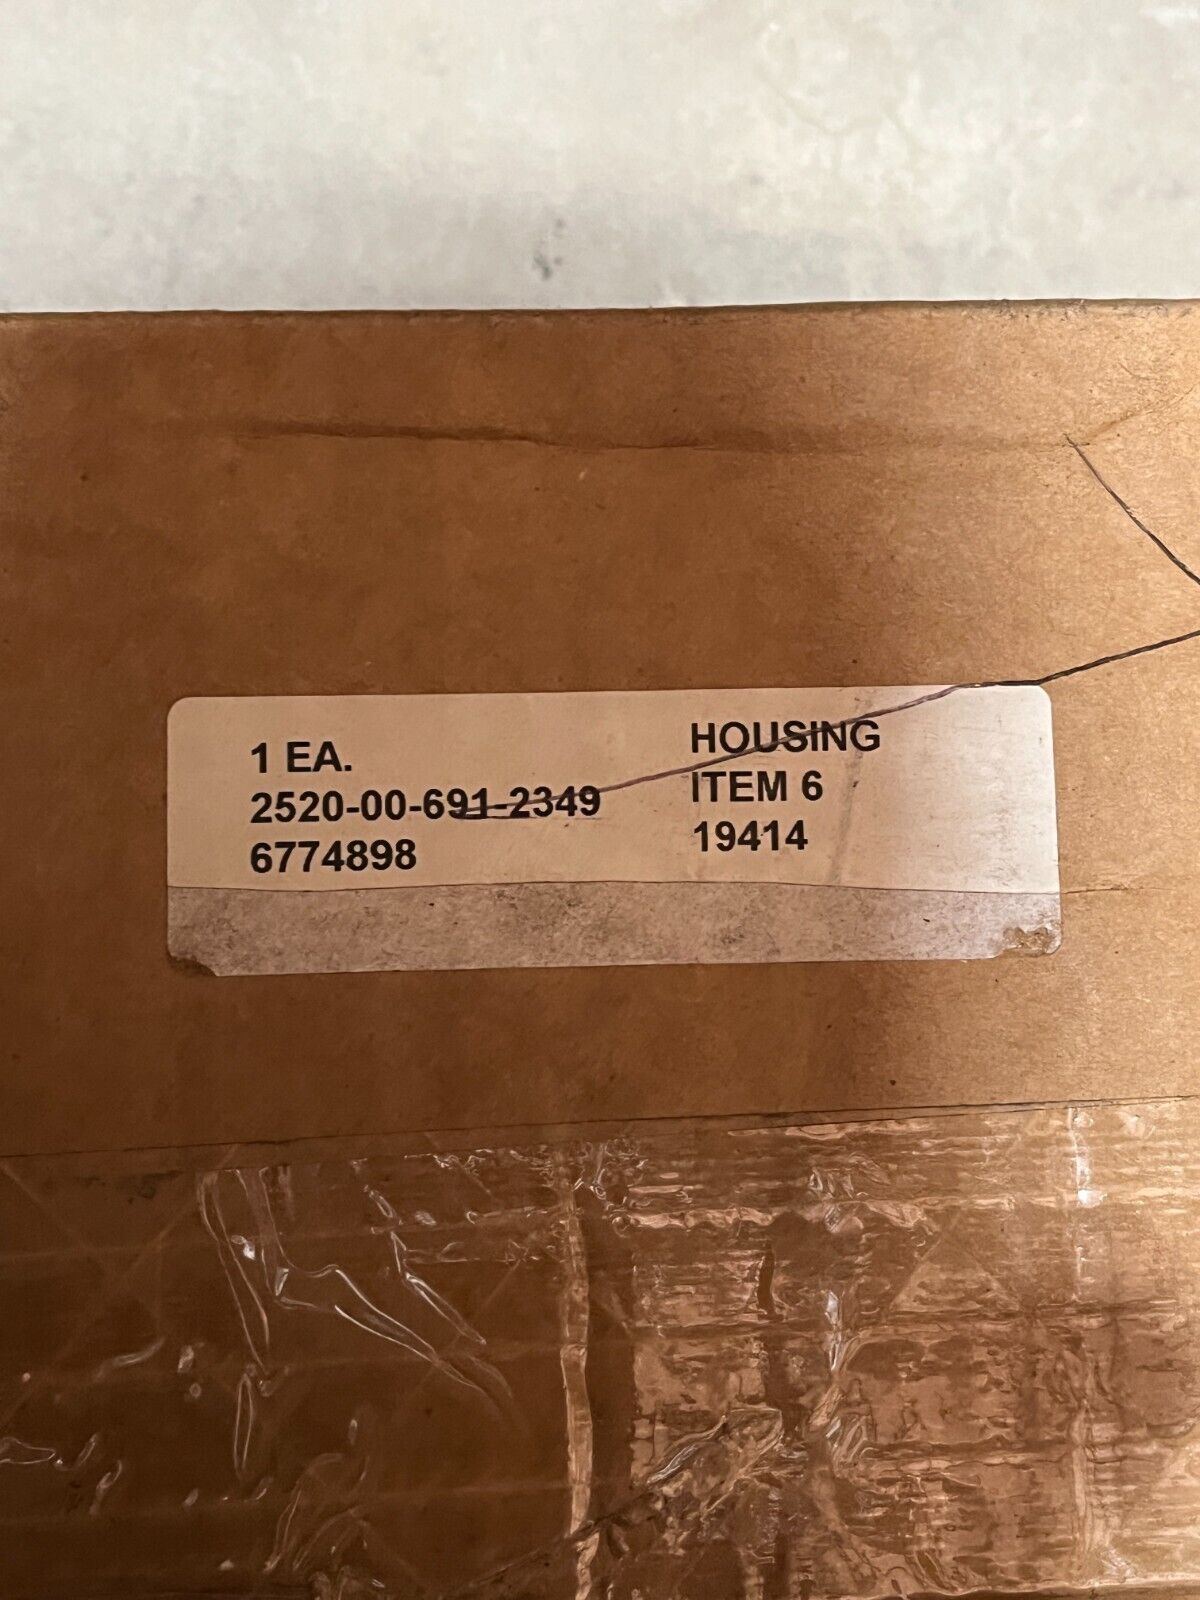 1 EA.
2520-00-691-2349
6774898
HOUSING
ITEM 6
19414